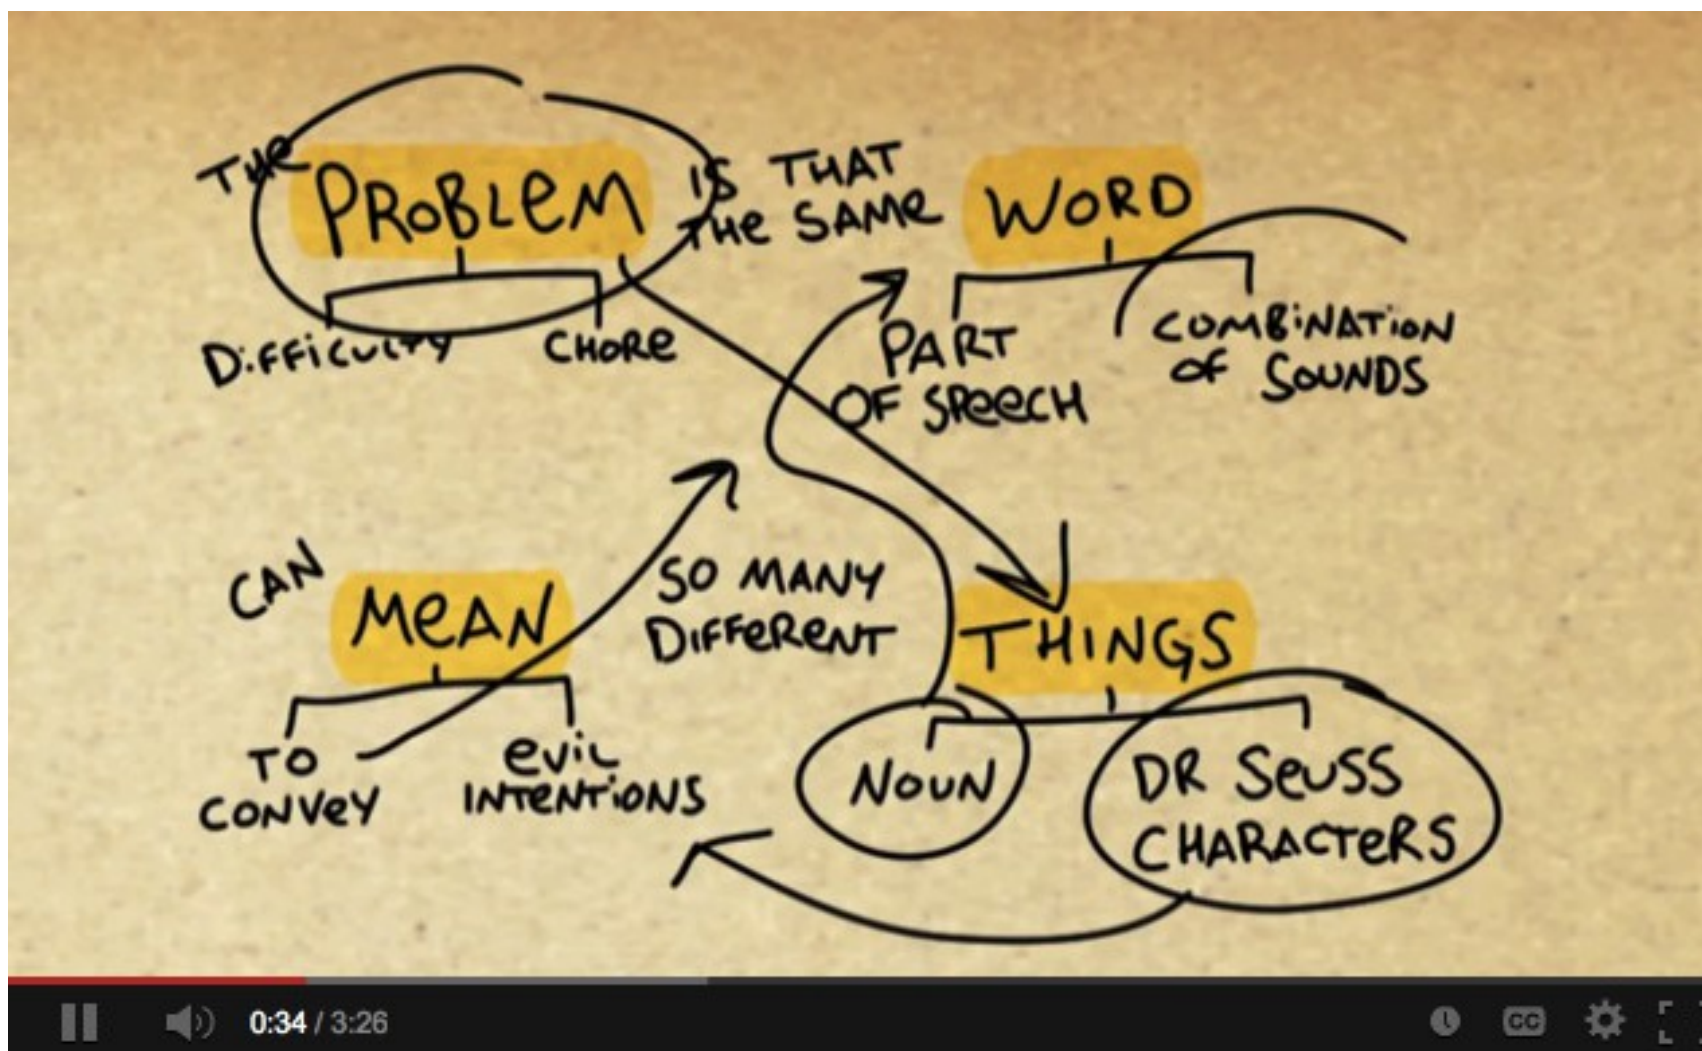 THE PROBLEM IS THAT
THE SAME WORD
DIFFICULTY CHORE
PART
OF SPEECH
COMBINATION
OF SOUNDS
CAN MEAN SO MANY
DIFFERENT THINGS
TO
CONVEY
EVIL
INTENTIONS
NOUN
DR SEUSS
CHARACTERS
0:34 / 3:26
CC